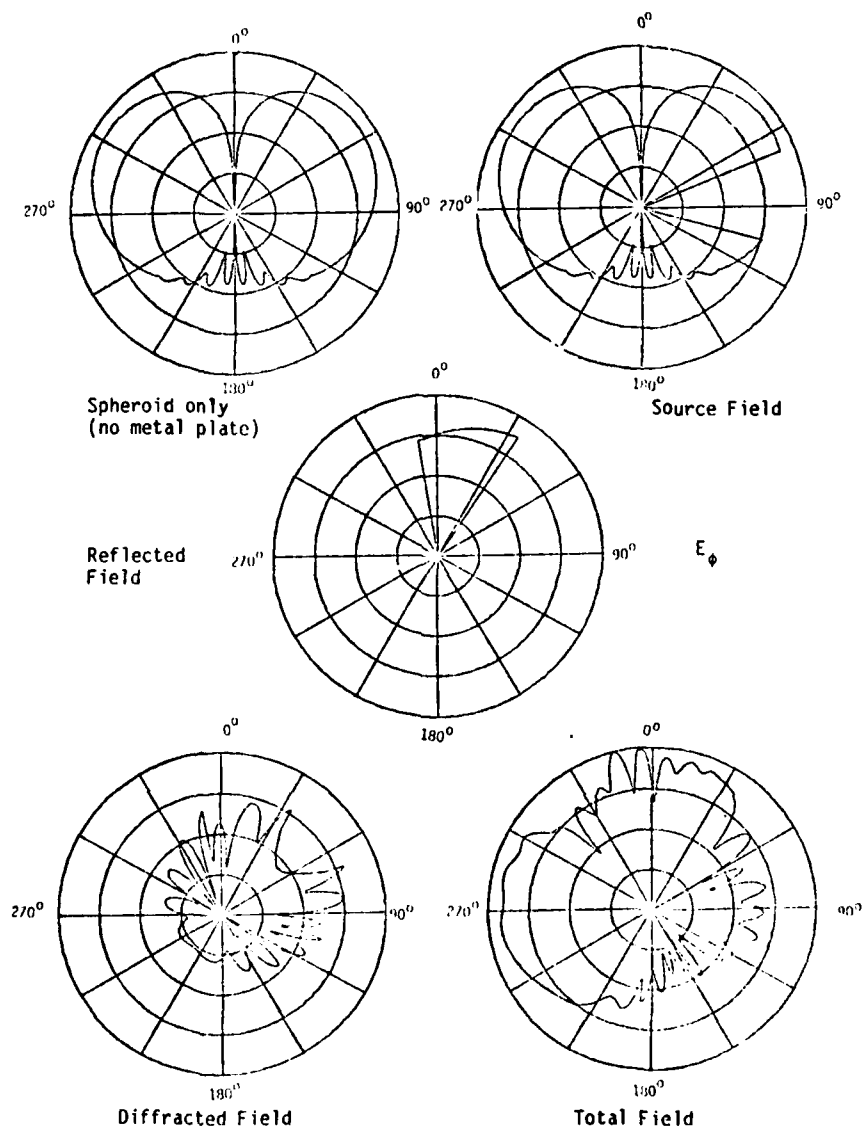 0°
270°
90°
180°
Spheroid only
(no metal plate)
0°
270°
90°
180°
Source Field
0°
Reflected
Field
270°
90°
180°
E_ϕ
0°
270°
90°
180°
Diffracted Field
0°
270°
90°
180°
Total Field